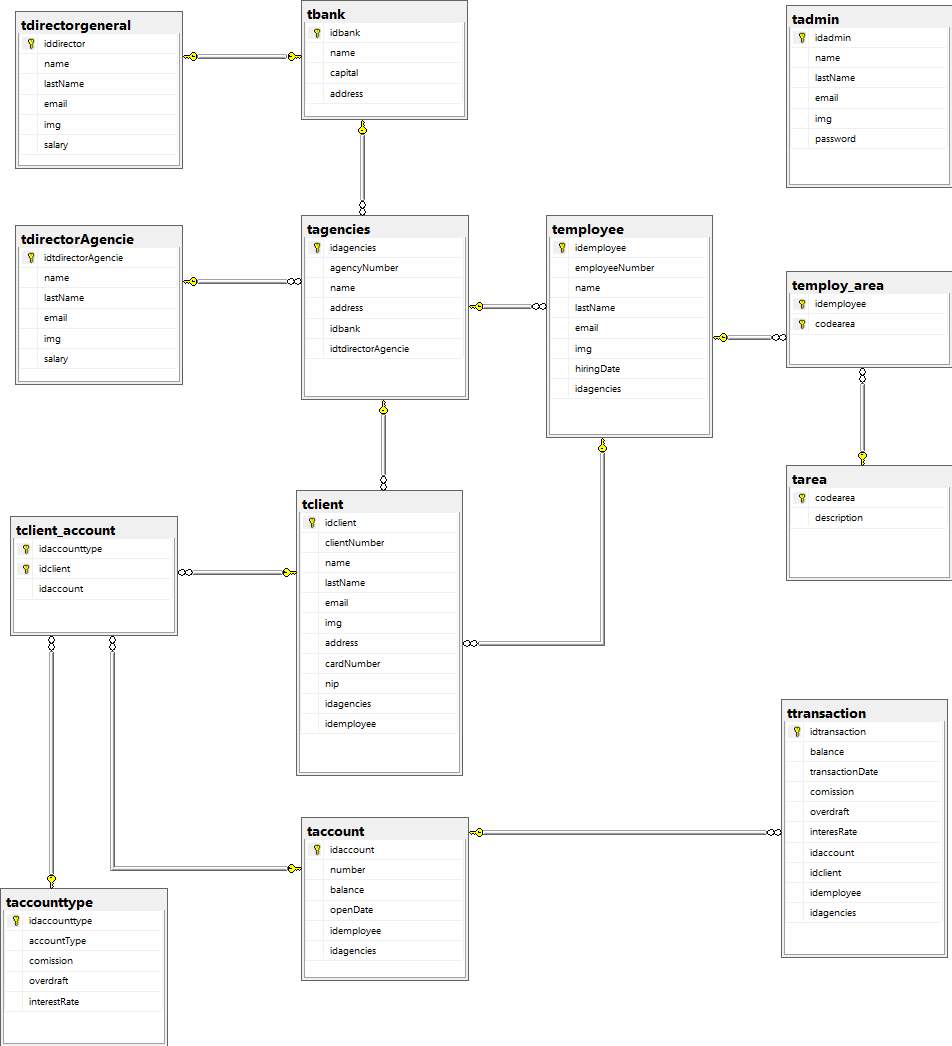 tdirectorgeneral
iddirector
name
lastName
email
img
salary
tbank
idbank
name
capital
address
tadmin
idadmin
name
lastName
email
img
password
tdirectorAgencie
idtdirectorAgencie
name
lastName
email
img
salary
tagencies
idagencies
agencyNumber
name
address
idbank
idtdirectorAgencie
temployee
idemployee
employeeNumber
name
lastName
email
img
hiringDate
idagencies
temploy_area
idemployee
codearea
tarea
codearea
description
tclient_account
idaccounttype
idclient
idaccount
tclient
idclient
clientNumber
name
lastName
email
img
address
cardNumber
nip
idagencies
idemployee
ttransaction
idtransaction
balance
transactionDate
comission
overdraft
interesRate
idaccount
idclient
idemployee
idagencies
taccount
idaccount
number
balance
openDate
idemployee
idagencies
taccounttype
idaccounttype
accountType
comission
overdraft
interestRate